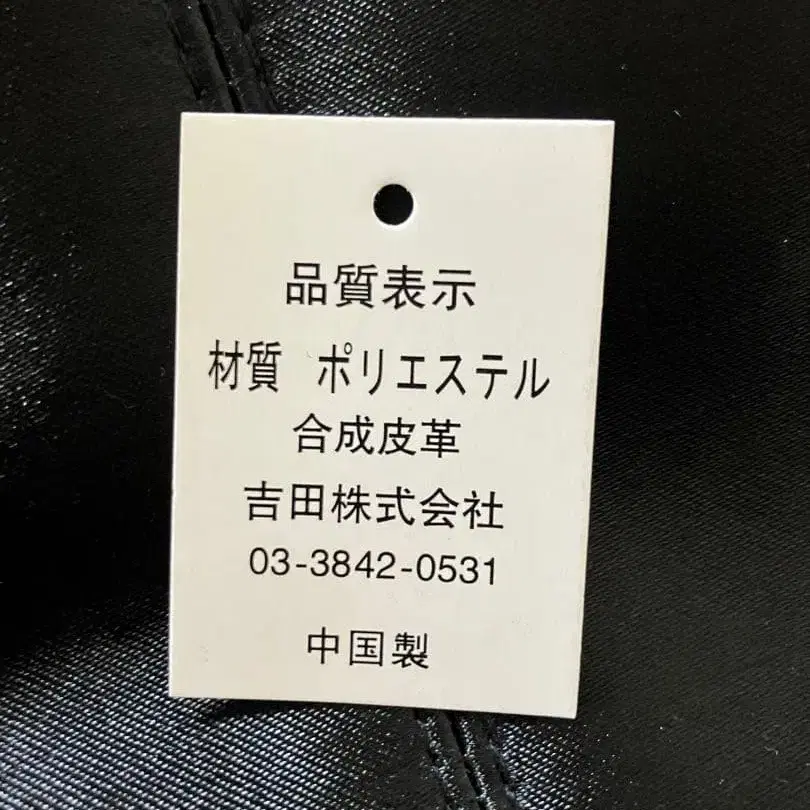 品質表示
材質 ポリエステル
合成皮革
吉田株式会社
03-3842-0531
中国製